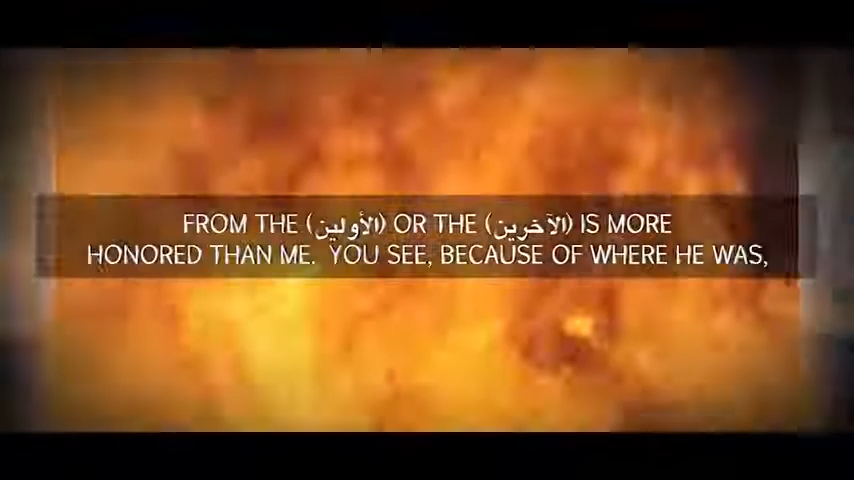 FROM THE (الأولين) OR THE (الآخرين) IS MORE
HONORED THAN ME. YOU SEE, BECAUSE OF WHERE HE WAS,